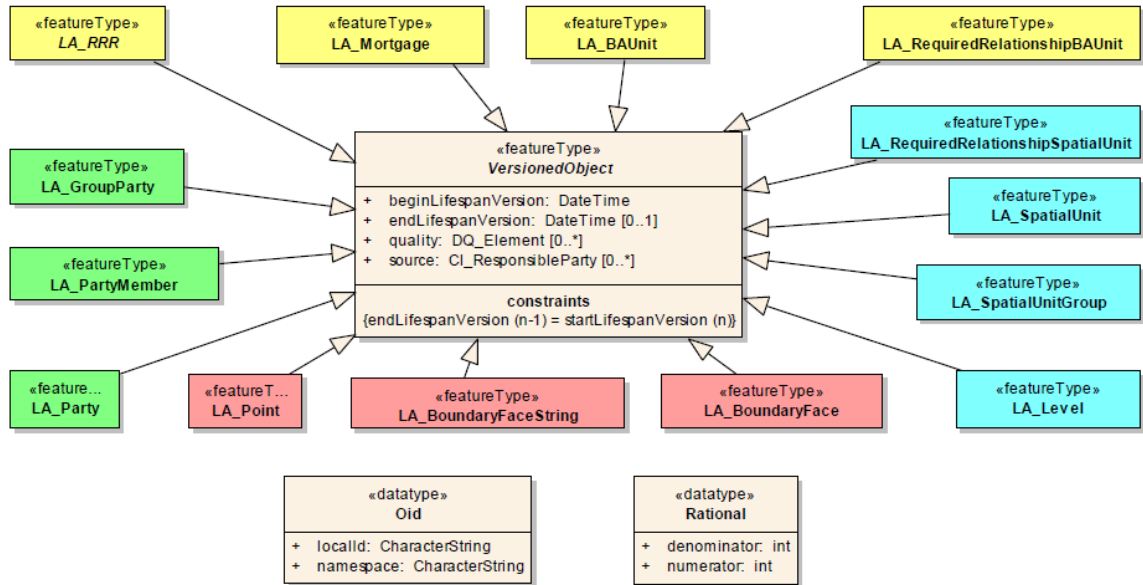 «featureType»
LA_RRR
«featureType»
LA_Mortgage
«featureType»
LA_BAUnit
«featureType»
LA_RequiredRelationshipBAUnit
«featureType»
LA_RequiredRelationshipSpatialUnit
«featureType»
VersionedObject
+ beginLifespanVersion: DateTime
+ endLifespanVersion: DateTime [0..1]
+ quality: DQ_Element [0..*]
+ source: CI_ResponsibleParty [0..*]
constraints
{endLifespanVersion (n-1) = startLifespanVersion (n)}
«featureType»
LA_GroupParty
«featureType»
LA_SpatialUnit
«featureType»
LA_PartyMember
«featureType»
LA_SpatialUnitGroup
«feature...
LA_Party
«featureT...
LA_Point
«featureType»
LA_BoundaryFaceString
«featureType»
LA_BoundaryFace
«featureType»
LA_Level
«datatype»
Oid
+ localId: CharacterString
+ namespace: CharacterString
«datatype»
Rational
+ denominator: int
+ numerator: int